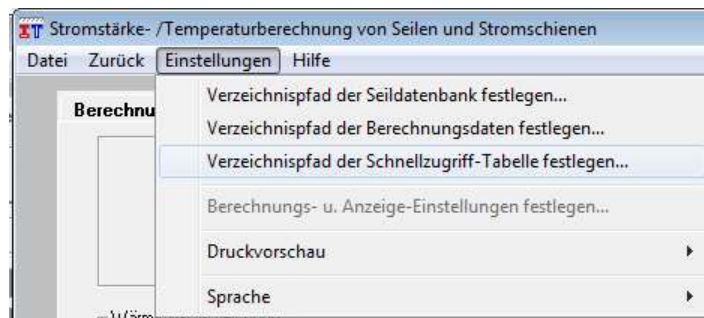 IT Stromstärke- /Temperaturberechnung von Seilen und Stromschienen
Datei Zurück Einstellungen Hilfe
Verzeichnispfad der Seildatenbank festlegen...
Berechnu
Verzeichnispfad der Berechnungsdaten festlegen...
Verzeichnispfad der Schnellzugriff-Tabelle festlegen...
Berechnungs- u. Anzeige-Einstellungen festlegen...
Druckvorschau
Sprache